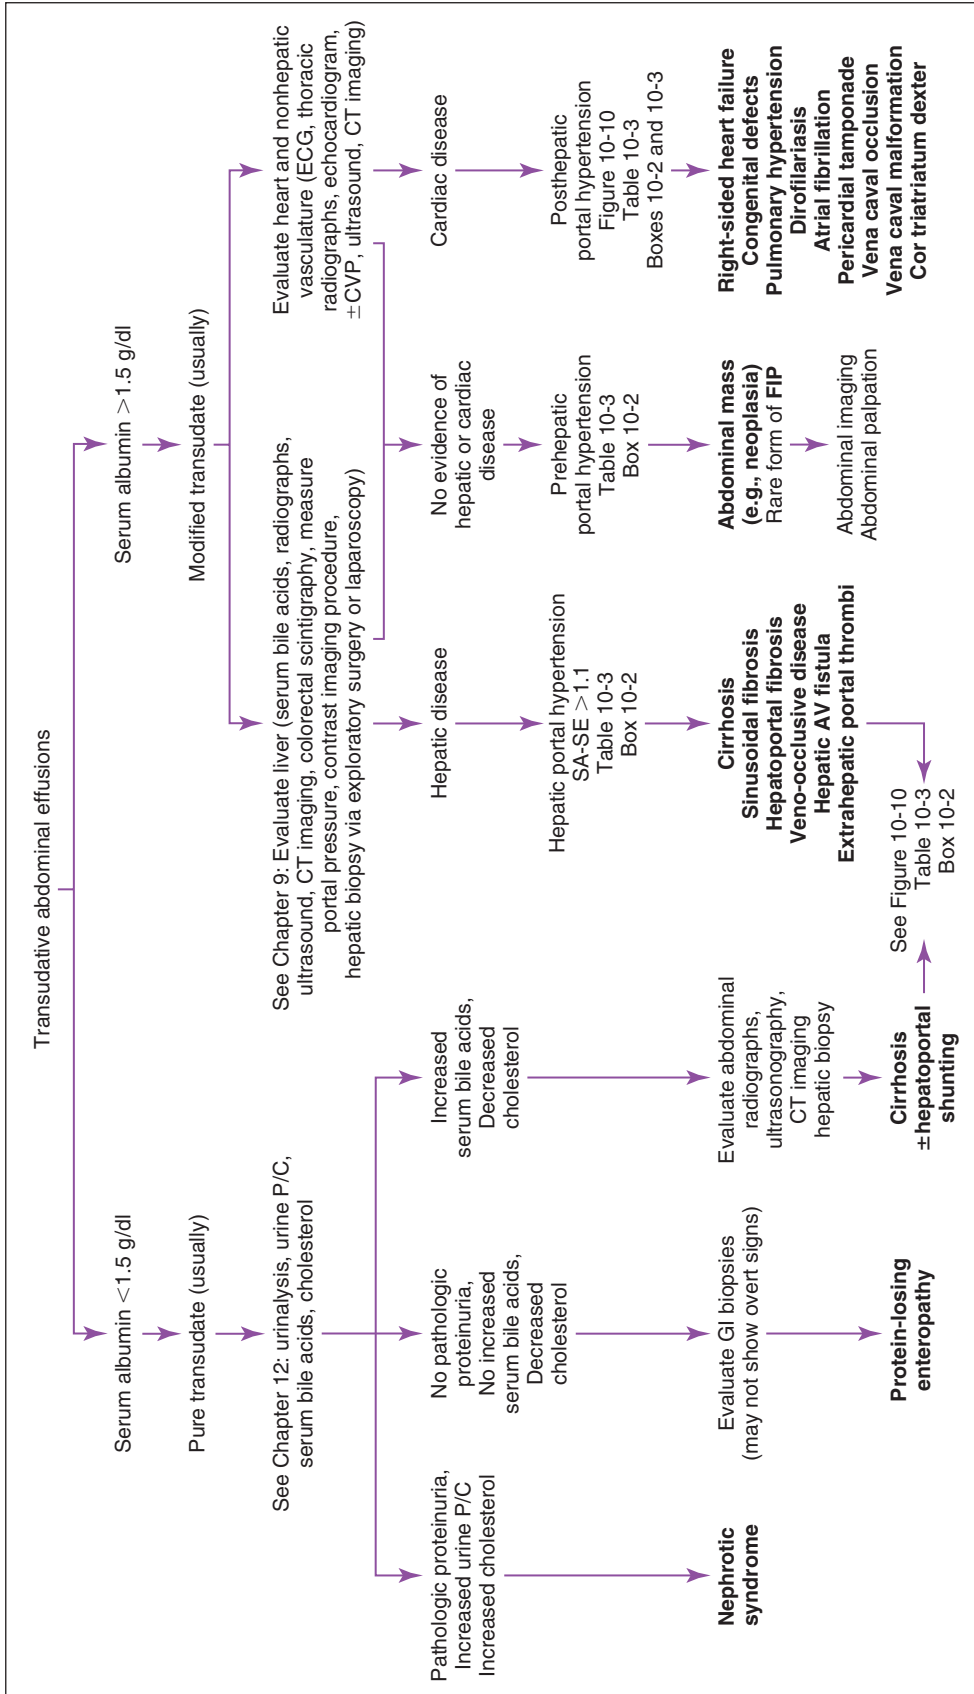 Transudative abdominal effusions
Serum albumin <1.5 g/dl
Pure transudate (usually)
See Chapter 12: urinalysis, urine P/C,
serum bile acids, cholesterol
Pathologic proteinuria,
Increased urine P/C
Increased cholesterol
Nephrotic
syndrome
No pathologic
proteinuria,
No increased
serum bile acids,
Decreased
cholesterol
Evaluate GI biopsies
(may not show overt signs)
Protein-losing
enteropathy
Increased
serum bile acids,
Decreased
cholesterol
Evaluate abdominal
radiographs,
ultrasonography,
CT imaging
hepatic biopsy
Cirrhosis
±hepatoportal
shunting
Serum albumin >1.5 g/dl
Modified transudate (usually)
See Chapter 9: Evaluate liver (serum bile acids, radiographs,
ultrasound, CT imaging, colorectal scintigraphy, measure
portal pressure, contrast imaging procedure,
hepatic biopsy via exploratory surgery or laparoscopy)
Hepatic disease
Hepatic portal hypertension
SA-SE >1.1
Table 10-3
Box 10-2
Cirrhosis
Sinusoidal fibrosis
Hepatoportal fibrosis
Veno-occlusive disease
Hepatic AV fistula
Extrahepatic portal thrombi
See Figure 10-10
Table 10-3
Box 10-2
No evidence of
hepatic or cardiac
disease
Prehepatic
portal hypertension
Table 10-3
Box 10-2
Abdominal mass
(e.g., neoplasia)
Rare form of FIP
Abdominal imaging
Abdominal palpation
Evaluate heart and nonhepatic
vasculature (ECG, thoracic
radiographs, echocardiogram,
±CVP, ultrasound, CT imaging)
Cardiac disease
Posthepatic
portal hypertension
Figure 10-10
Table 10-3
Boxes 10-2 and 10-3
Right-sided heart failure
Congenital defects
Pulmonary hypertension
Dirofilariasis
Atrial fibrillation
Pericardial tamponade
Vena caval occlusion
Vena caval malformation
Cor triatriatum dexter